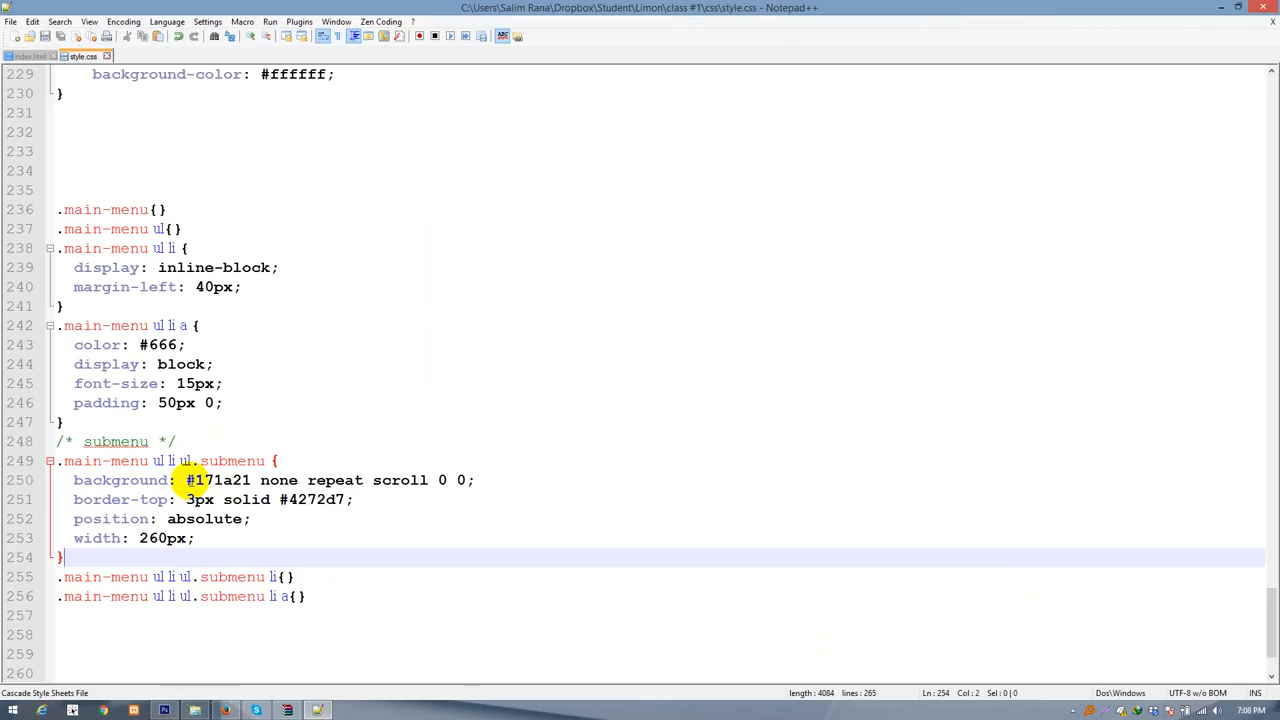 C:\Users\Salim Rana\Dropbox\Student\Limon\class #1\css\style.css - Notepad++
File Edit Search View Encoding Language Settings Macro Run Plugins Window Zen Coding ?
index.html style.css
229 background-color: #ffffff;
230 }
231
232
233
234
235
236 .main-menu{}
237 .main-menu ul{}
238 .main-menu ul li {
239 display: inline-block;
240 margin-left: 40px;
241 }
242 .main-menu ul li a {
243 color: #666;
244 display: block;
245 font-size: 15px;
246 padding: 50px 0;
247 }
248 /* submenu */
249 .main-menu ul li ul.submenu {
250 background: #171a21 none repeat scroll 0 0;
251 border-top: 3px solid #4272d7;
252 position: absolute;
253 width: 260px;
254 }
255 .main-menu ul li ul.submenu li{}
256 .main-menu ul li ul.submenu li a{}
257
258
259
260
Cascade Style Sheets File length : 4084 lines : 265 Ln : 254 Col : 2 Sel : 0 | 0 Dos\Windows UTF-8 w/o BOM INS
7:08 PM